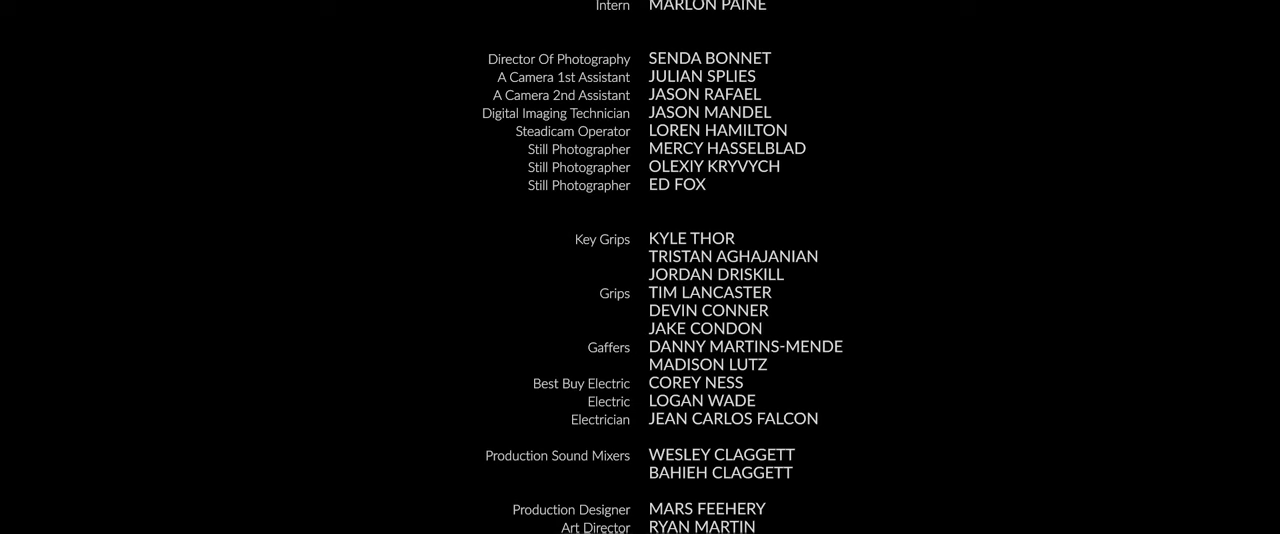 Intern MARLON PAINE
Director Of Photography SENDA BONNET
A Camera 1st Assistant JULIAN SPLIES
A Camera 2nd Assistant JASON RAFAEL
Digital Imaging Technician JASON MANDEL
Steadicam Operator LOREN HAMILTON
Still Photographer MERCY HASSELBLAD
Still Photographer OLEXIY KRYVYCH
Still Photographer ED FOX
Key Grips KYLE THOR
TRISTAN AGHAJANIAN
JORDAN DRISKILL
Grips TIM LANCASTER
DEVIN CONNER
JAKE CONDON
Gaffers DANNY MARTINS-MENDE
MADISON LUTZ
Best Buy Electric COREY NESS
Electric LOGAN WADE
Electrician JEAN CARLOS FALCON
Production Sound Mixers WESLEY CLAGGETT
BAHIEH CLAGGETT
Production Designer MARS FEEHERY
Art Director RYAN MARTIN